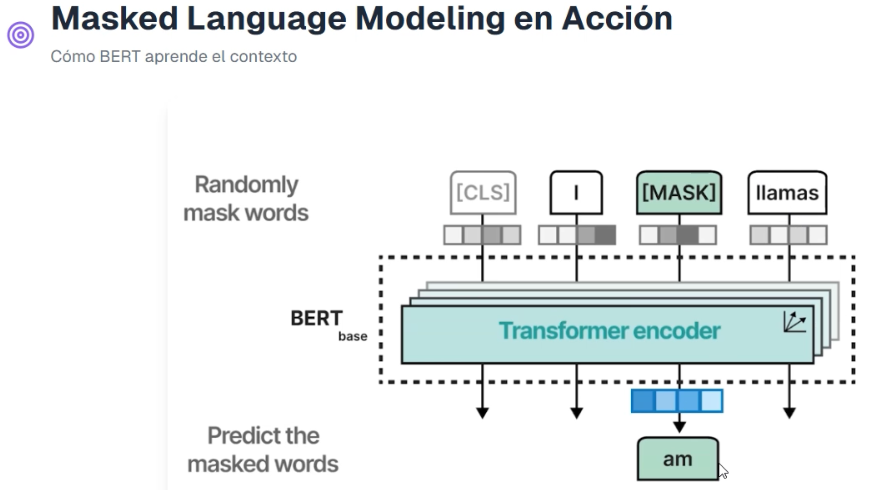 Masked Language Modeling en Acción
Cómo BERT aprende el contexto
Randomly
mask words
[CLS] I [MASK] llamas
BERT
base
Transformer encoder
Predict the
masked words
am